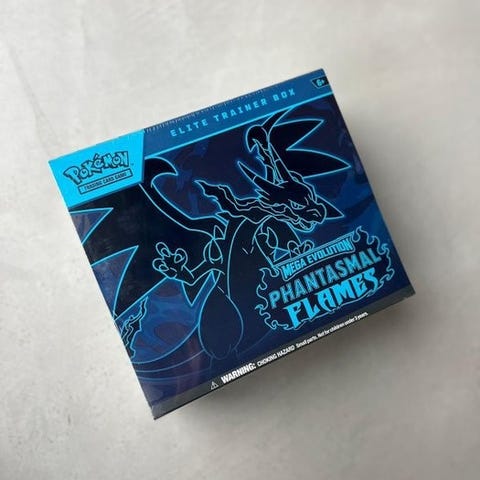 ELITE TRAINER BOX
6+
POKÉMON
TRADING CARD GAME
MEGA EVOLUTION
PHANTASMAL
FLAMES
⚠ WARNING: CHOKING HAZARD Small parts. Not for children under 3 years.